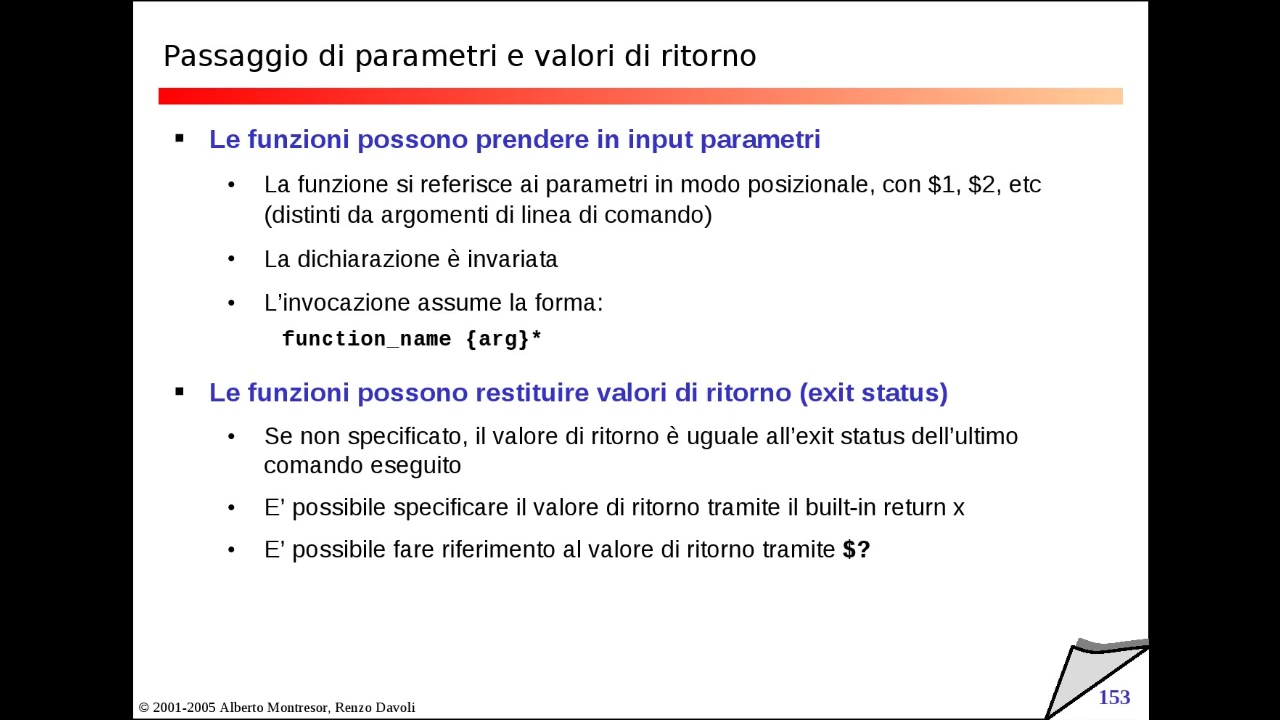 Passaggio di parametri e valori di ritorno
Le funzioni possono prendere in input parametri
La funzione si referisce ai parametri in modo posizionale, con $1, $2, etc
(distinti da argomenti di linea di comando)
La dichiarazione è invariata
L’invocazione assume la forma:
function_name {arg}*
Le funzioni possono restituire valori di ritorno (exit status)
Se non specificato, il valore di ritorno è uguale all’exit status dell’ultimo
comando eseguito
E’ possibile specificare il valore di ritorno tramite il built-in return x
E’ possibile fare riferimento al valore di ritorno tramite $?
© 2001-2005 Alberto Montresor, Renzo Davoli
153